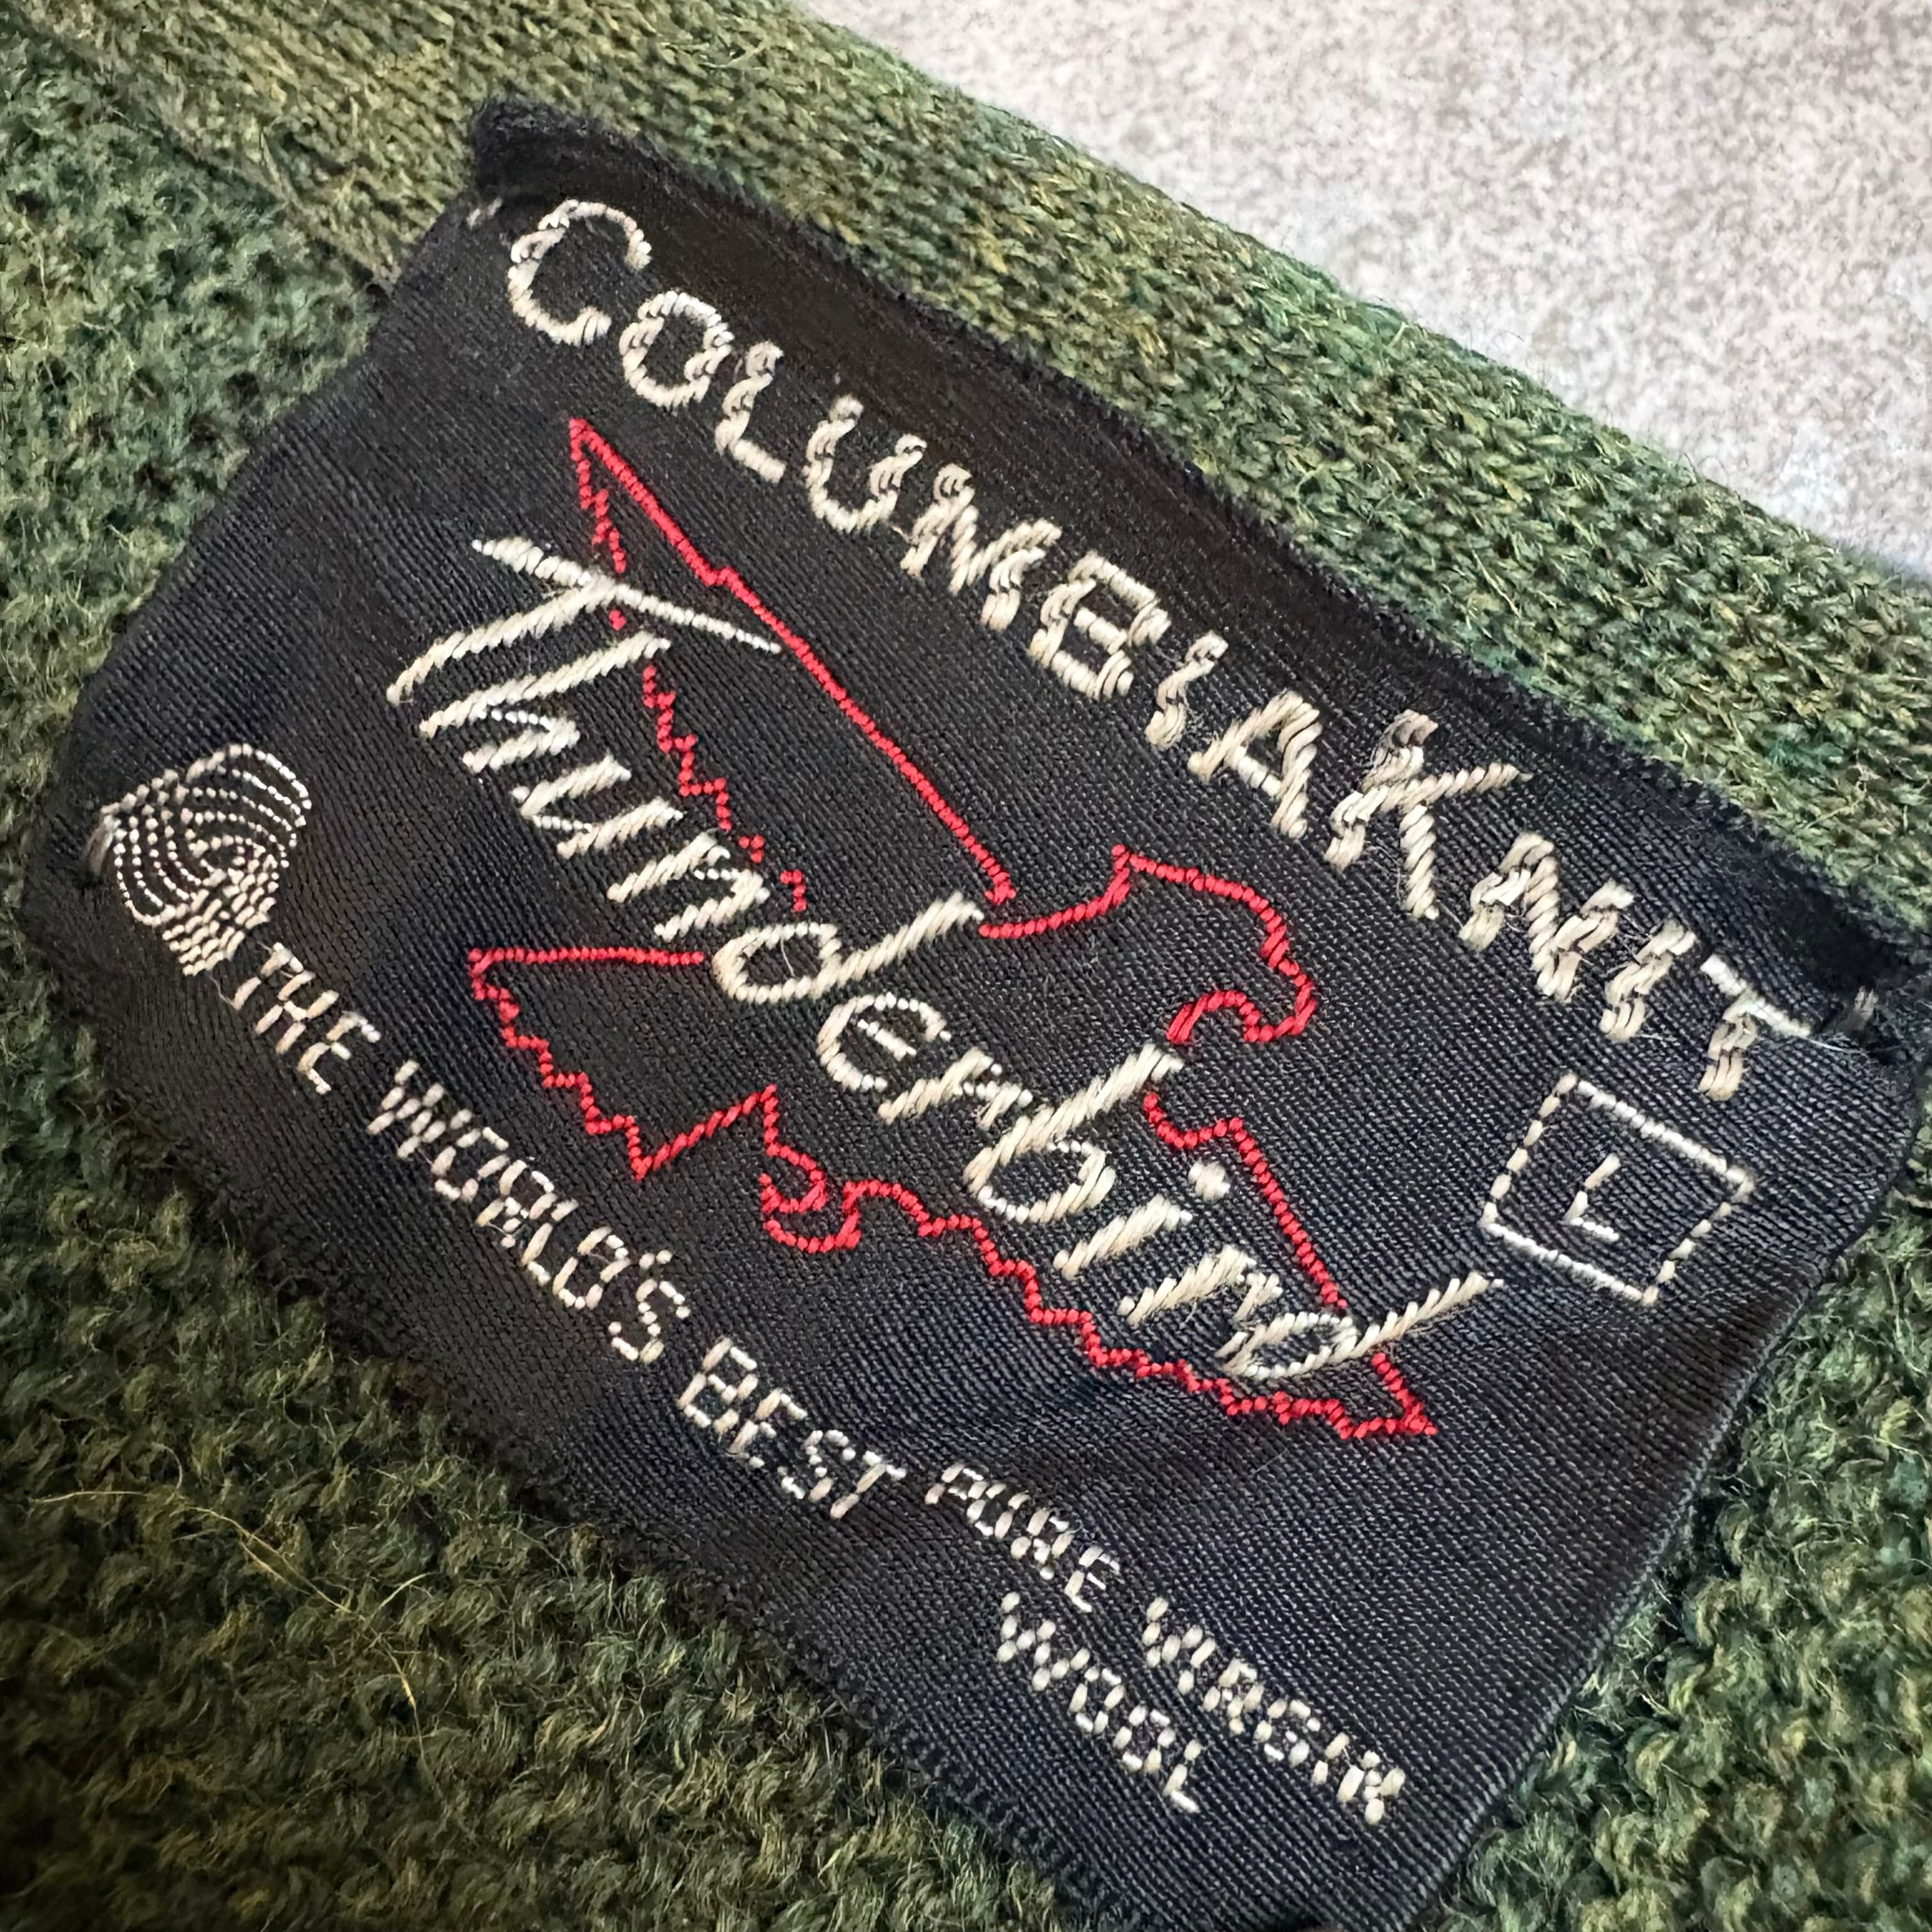 COLUMBIAKNIT
Thunderbird
L
THE WORLD'S BEST PURE VIRGIN
WOOL